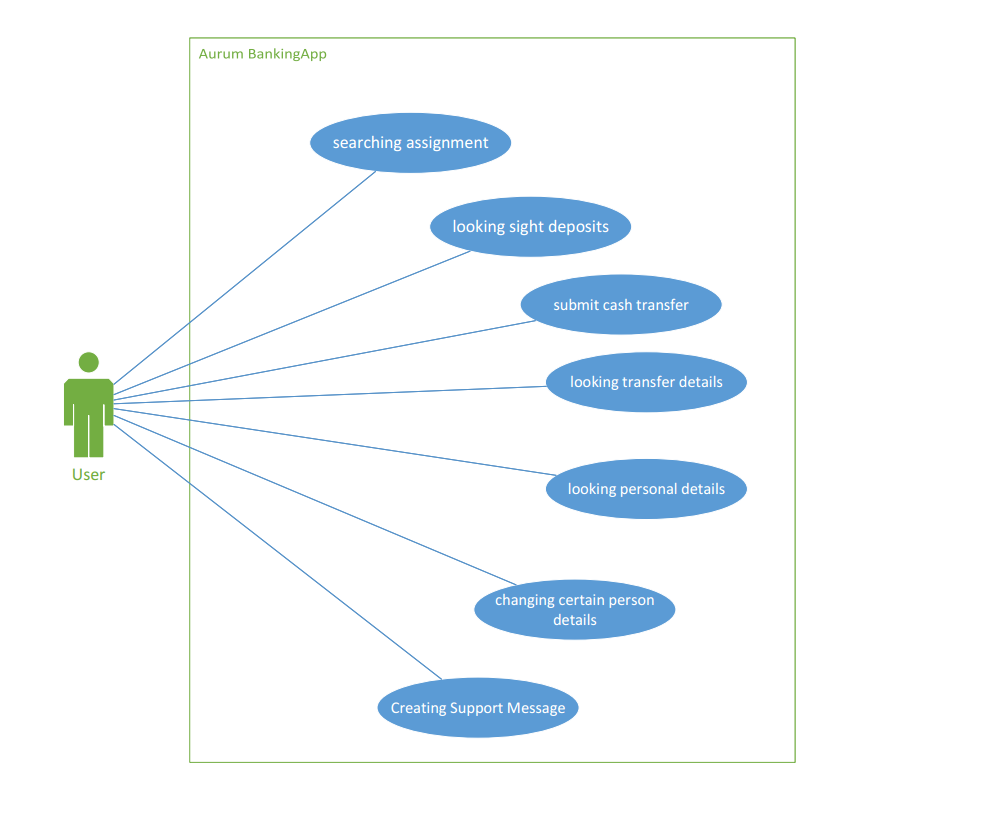 Aurum BankingApp
searching assignment
looking sight deposits
submit cash transfer
looking transfer details
User
looking personal details
changing certain person
details
Creating Support Message